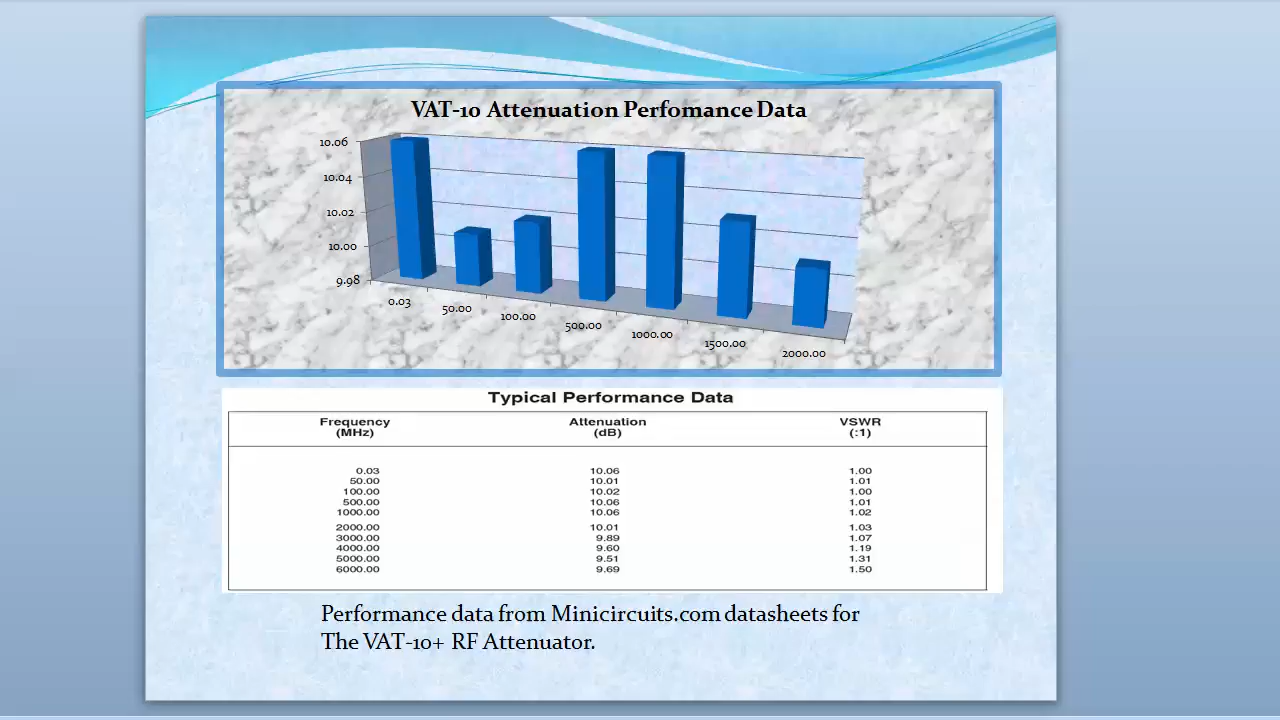 VAT-10 Attenuation Perfomance Data
10.06
10.04
10.02
10.00
9.98
0.03
50.00
100.00
500.00
1000.00
1500.00
2000.00
Typical Performance Data
Frequency Attenuation VSWR
(MHz) (dB) (:1)
0.03 10.06 1.00
50.00 10.01 1.01
100.00 10.02 1.00
500.00 10.06 1.01
1000.00 10.06 1.02
2000.00 10.01 1.03
3000.00 9.89 1.07
4000.00 9.60 1.19
5000.00 9.51 1.31
6000.00 9.69 1.50
Performance data from Minicircuits.com datasheets for
The VAT-10+ RF Attenuator.